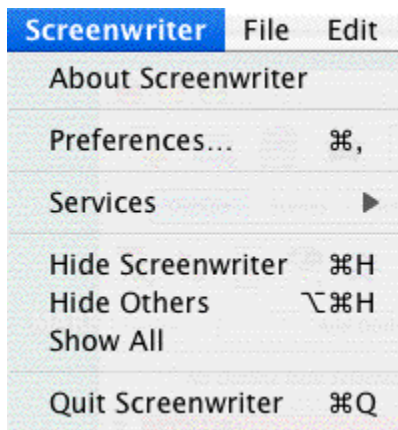 Screenwriter File Edit
About Screenwriter
Preferences... ⌘,
Services ▶
Hide Screenwriter ⌘H
Hide Others ⌥⌘H
Show All
Quit Screenwriter ⌘Q